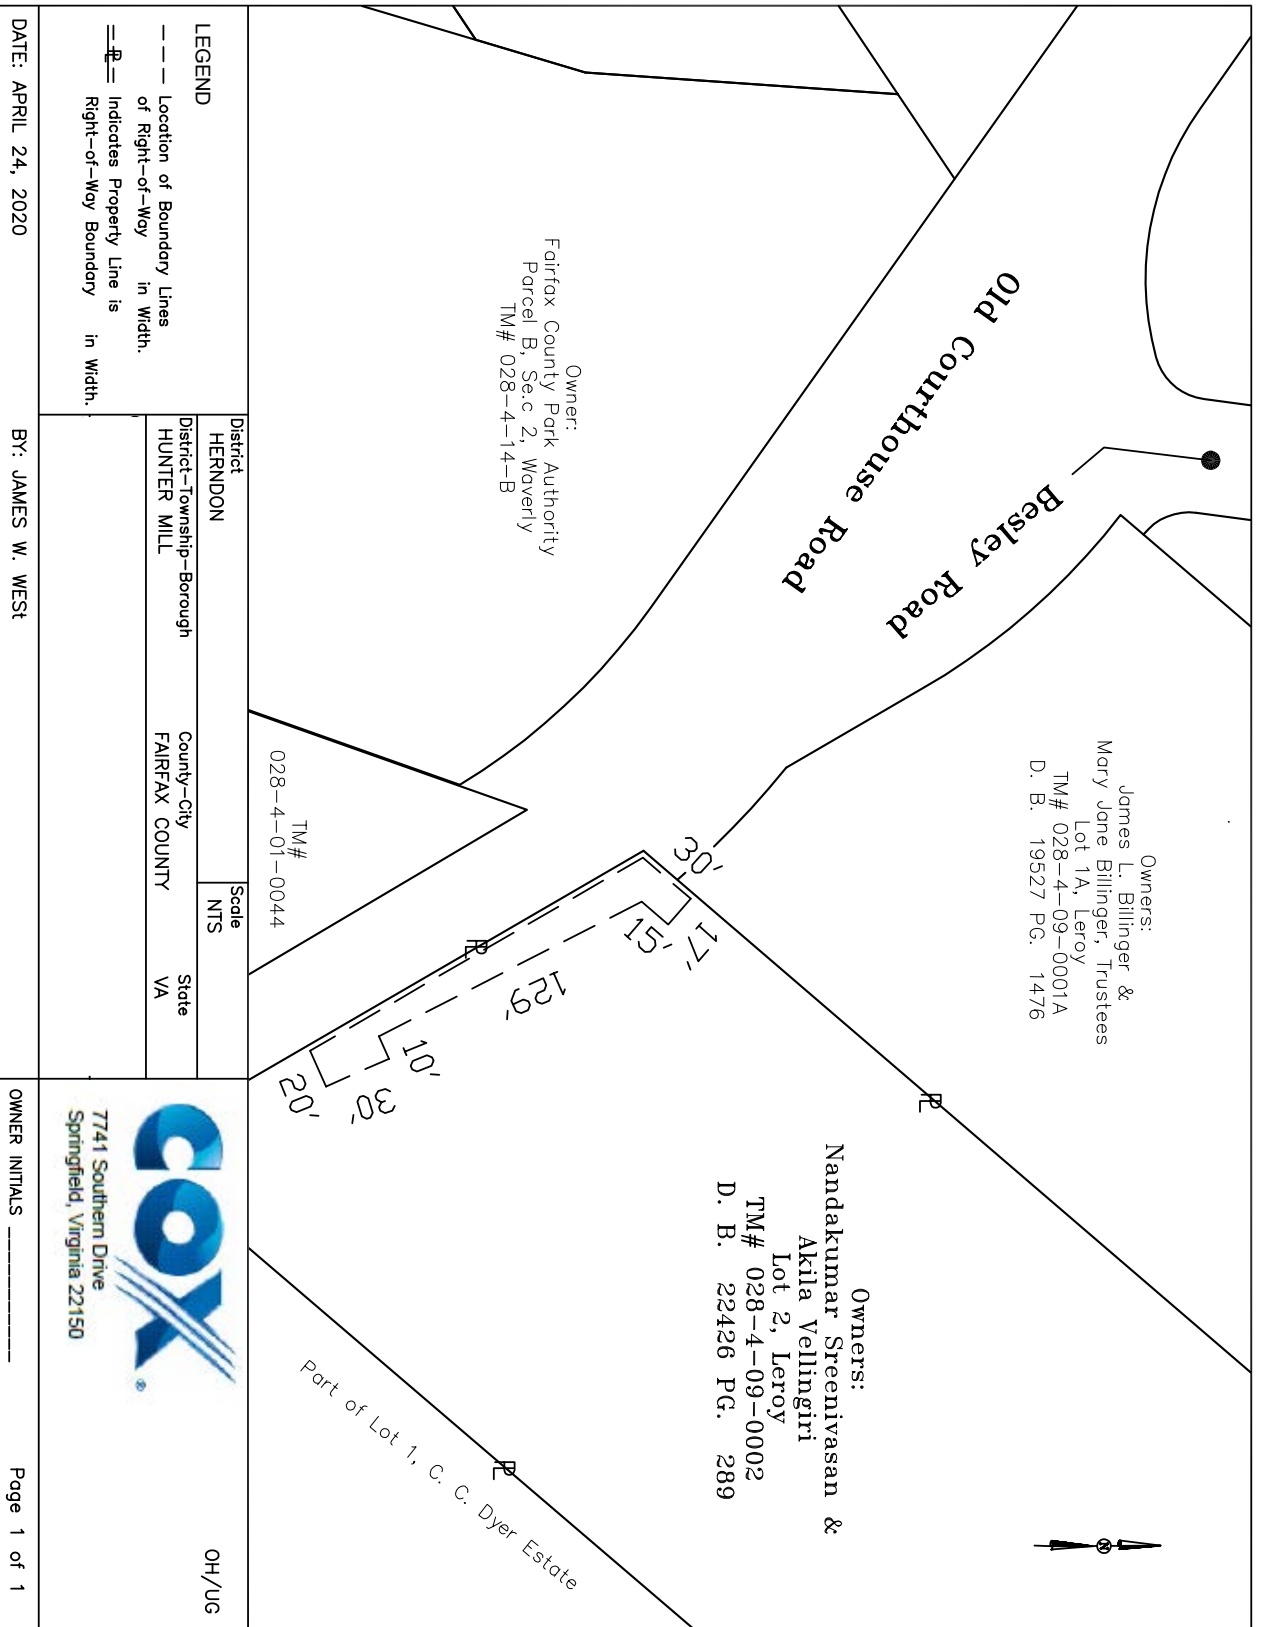 Old Courthouse Road
Besley Road
Owner:
Fairfax County Park Authority
Parcel B, Se.c 2, Waverly
TM# 028-4-14-B
Owners:
James L. Billinger &
Mary Jane Billinger, Trustees
Lot 1A, Leroy
TM# 028-4-09-0001A
D. B. 19527 PG. 1476
Owners:
Nandakumar Sreenivasan &
Akila Vellingiri
Lot 2, Leroy
TM# 028-4-09-0002
D. B. 22426 PG. 289
N
30'
17'
15'
129'
10'
30'
20'
PL
PL
PL
TM#
028-4-01-0044
Part of Lot 1, C. C. Dyer Estate
LEGEND
--- Location of Boundary Lines
of Right-of-Way in Width.
-PL- Indicates Property Line is
Right-of-Way Boundary in Width.
District
HERNDON
Scale
NTS
District-Township-Borough
HUNTER MILL
County-City
FAIRFAX COUNTY
State
VA
OH/UG
COX®
7741 Southern Drive
Springfield, Virginia 22150
DATE: APRIL 24, 2020
BY: JAMES W. WESt
OWNER INITIALS ____________
Page 1 of 1